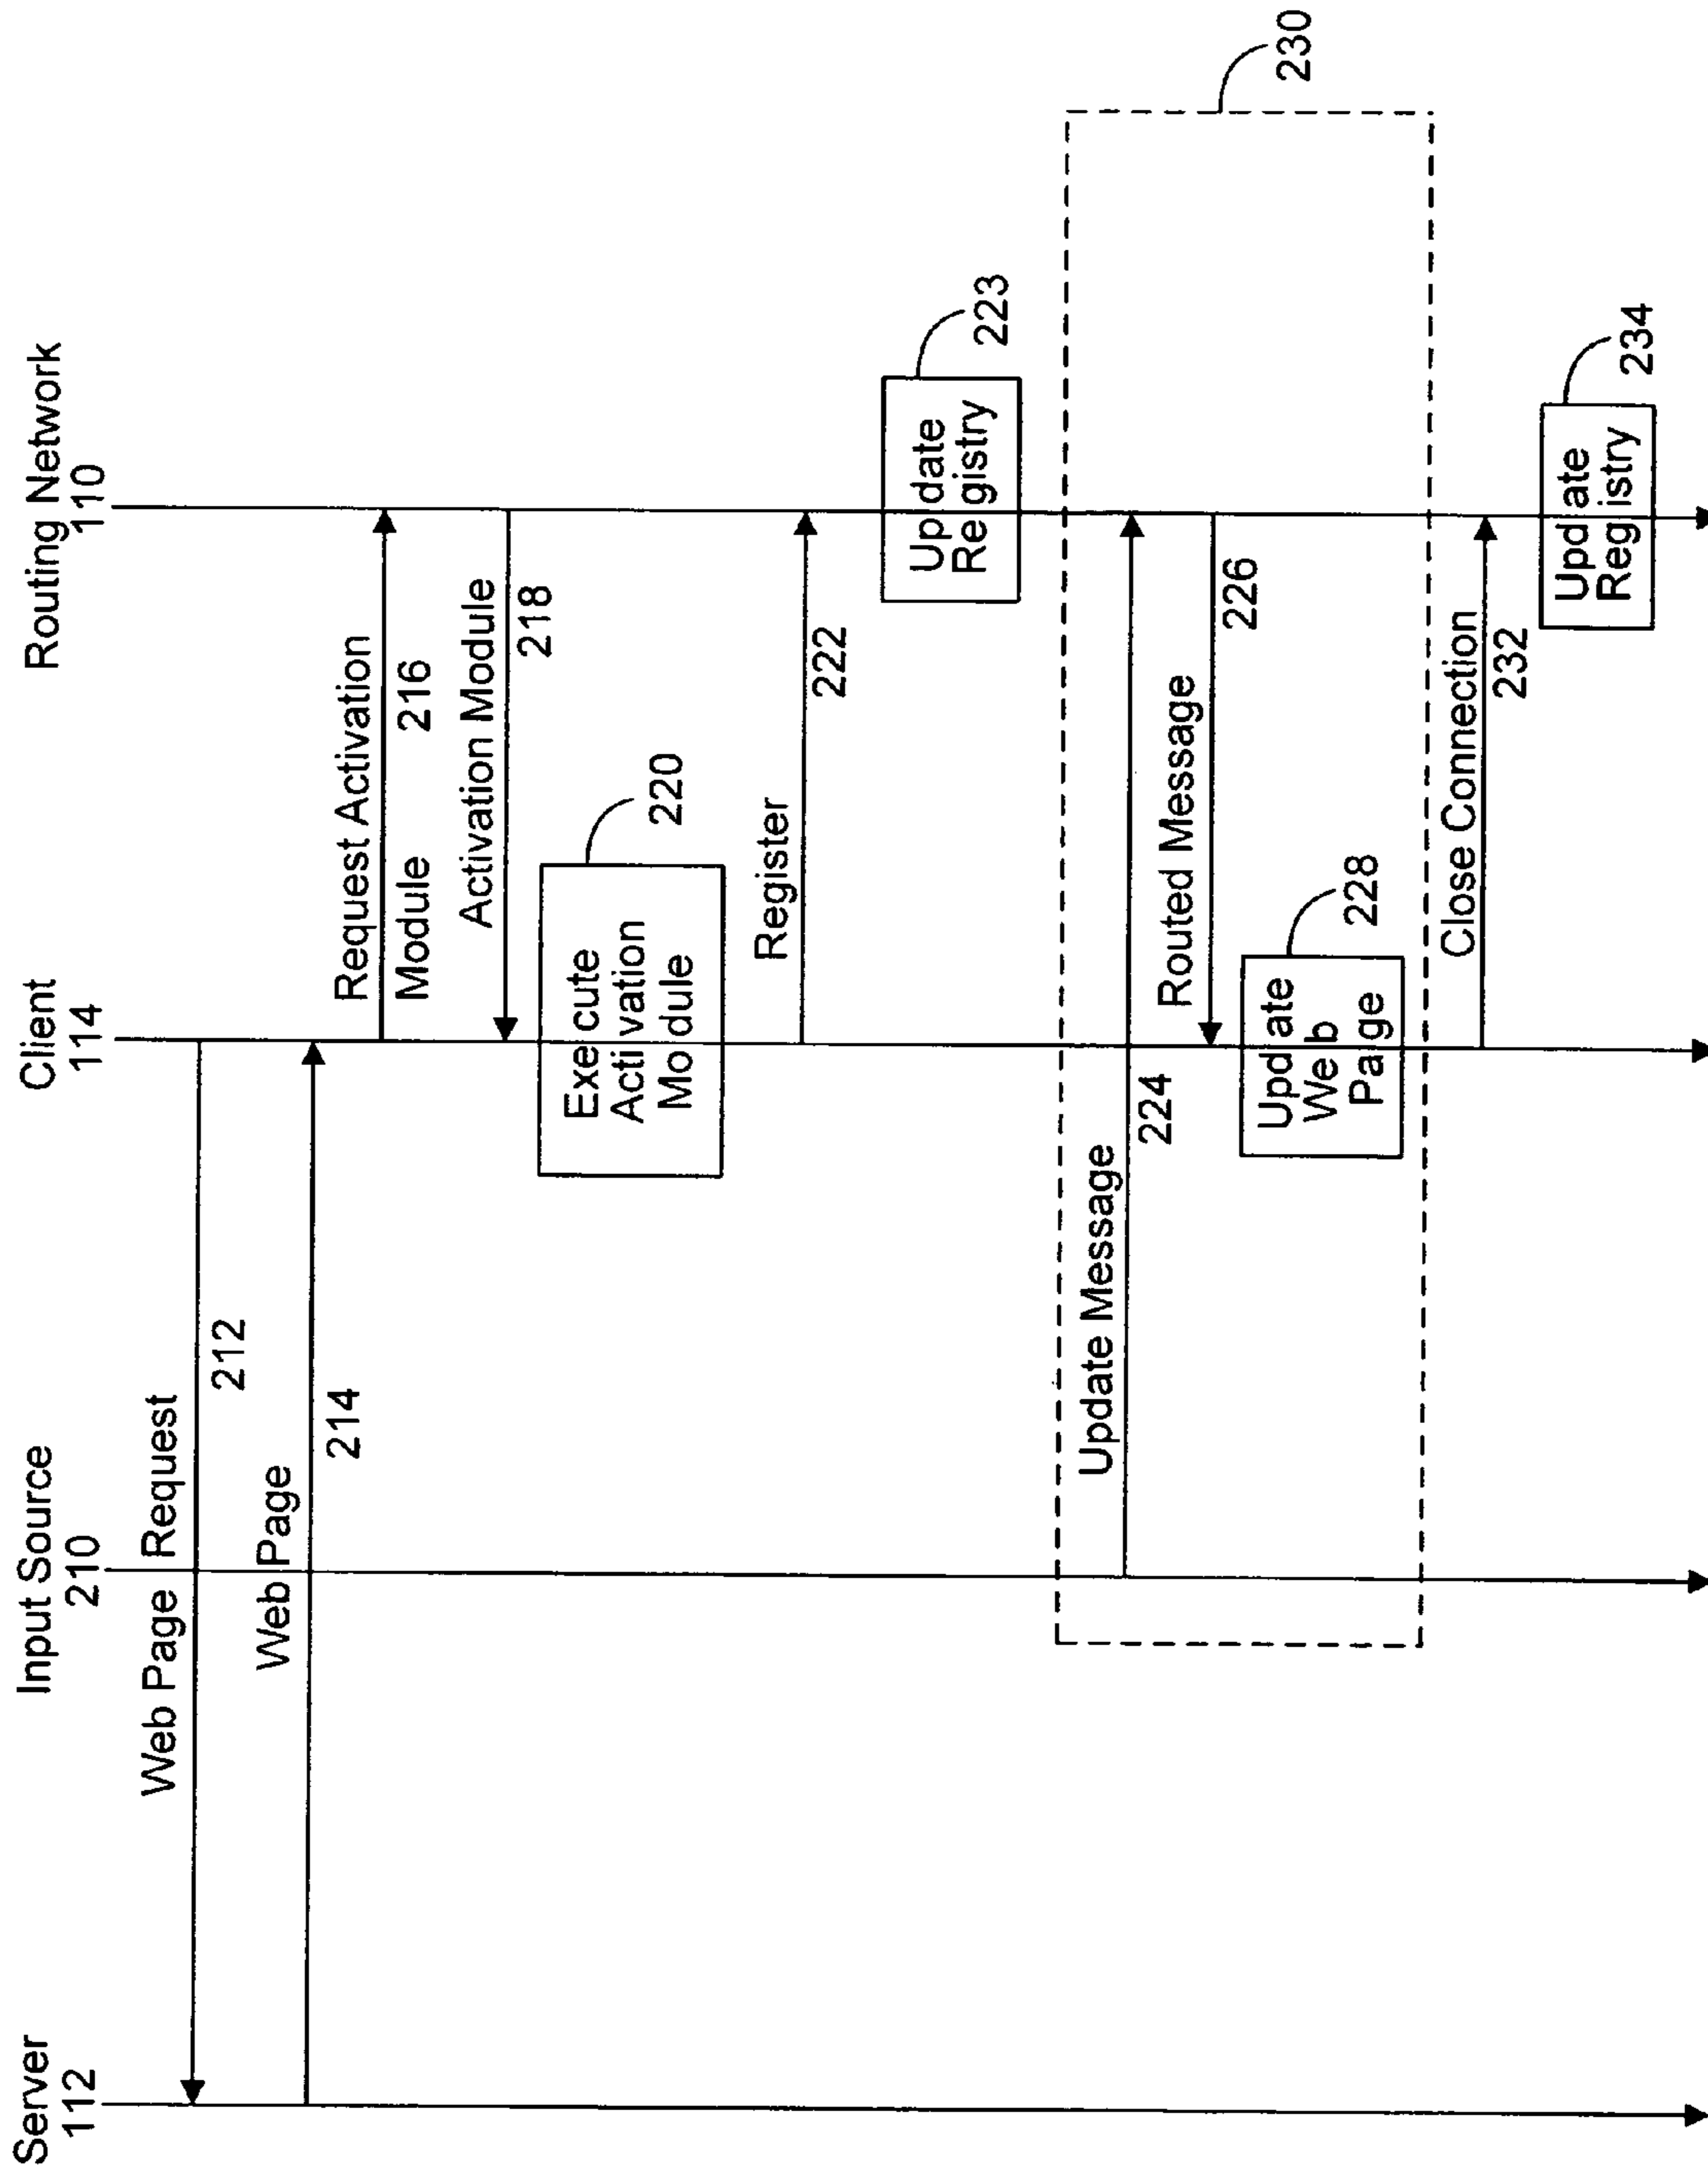 Server
112
Input Source
210
Client
114
Routing Network
110
Web Page Request
212
Web Page
214
Request Activation
Module
216
Activation Module
218
Execute
Activation
Module
220
Register
222
Update
Registry
223
Update Message
224
Routed Message
226
Update
Web
Page
228
230
Close Connection
232
Update
Registry
234